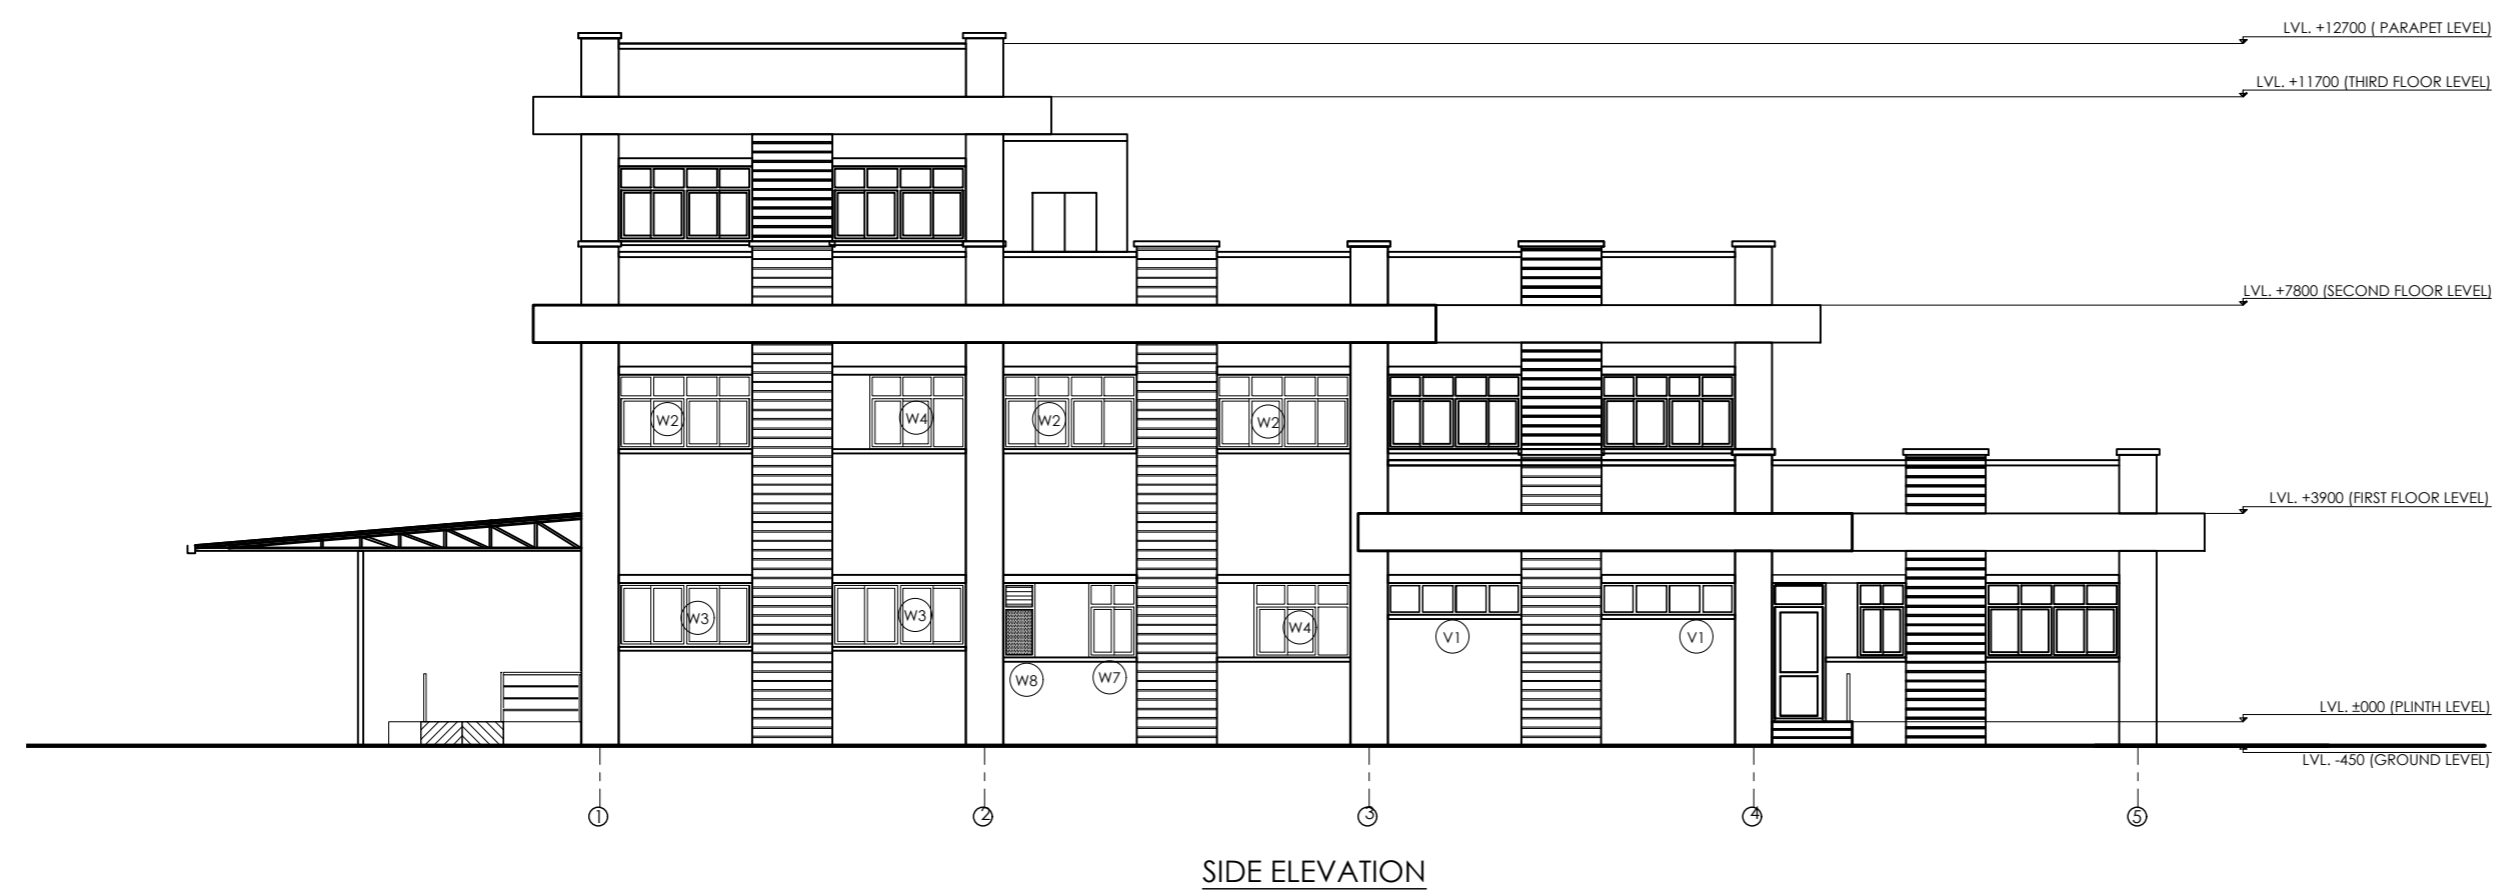 LVL. +12700 ( PARAPET LEVEL)
LVL. +11700 (THIRD FLOOR LEVEL)
LVL. +7800 (SECOND FLOOR LEVEL)
W2 W4 W2 W2
LVL. +3900 (FIRST FLOOR LEVEL)
W3 W3 W4 V1 V1
W8 W7
LVL. ±000 (PLINTH LEVEL)
LVL. -450 (GROUND LEVEL)
1 2 3 4 5
SIDE ELEVATION